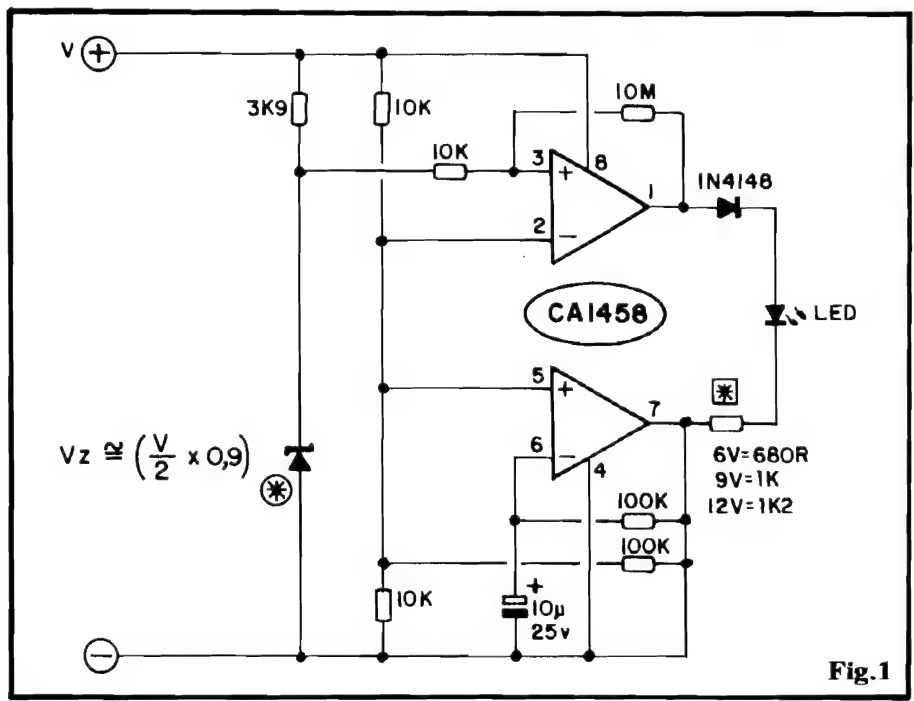 V +
3K9
10K
10M
10K
3
+
8
1
1N4148
2
−
CA1458
LED
5
+
7
*
6
−
4
Vz ≅ (V/2 x 0,9)
*
6V=680R
9V=1K
12V=1K2
100K
100K
10K
+
10µ
25v
−
Fig.1